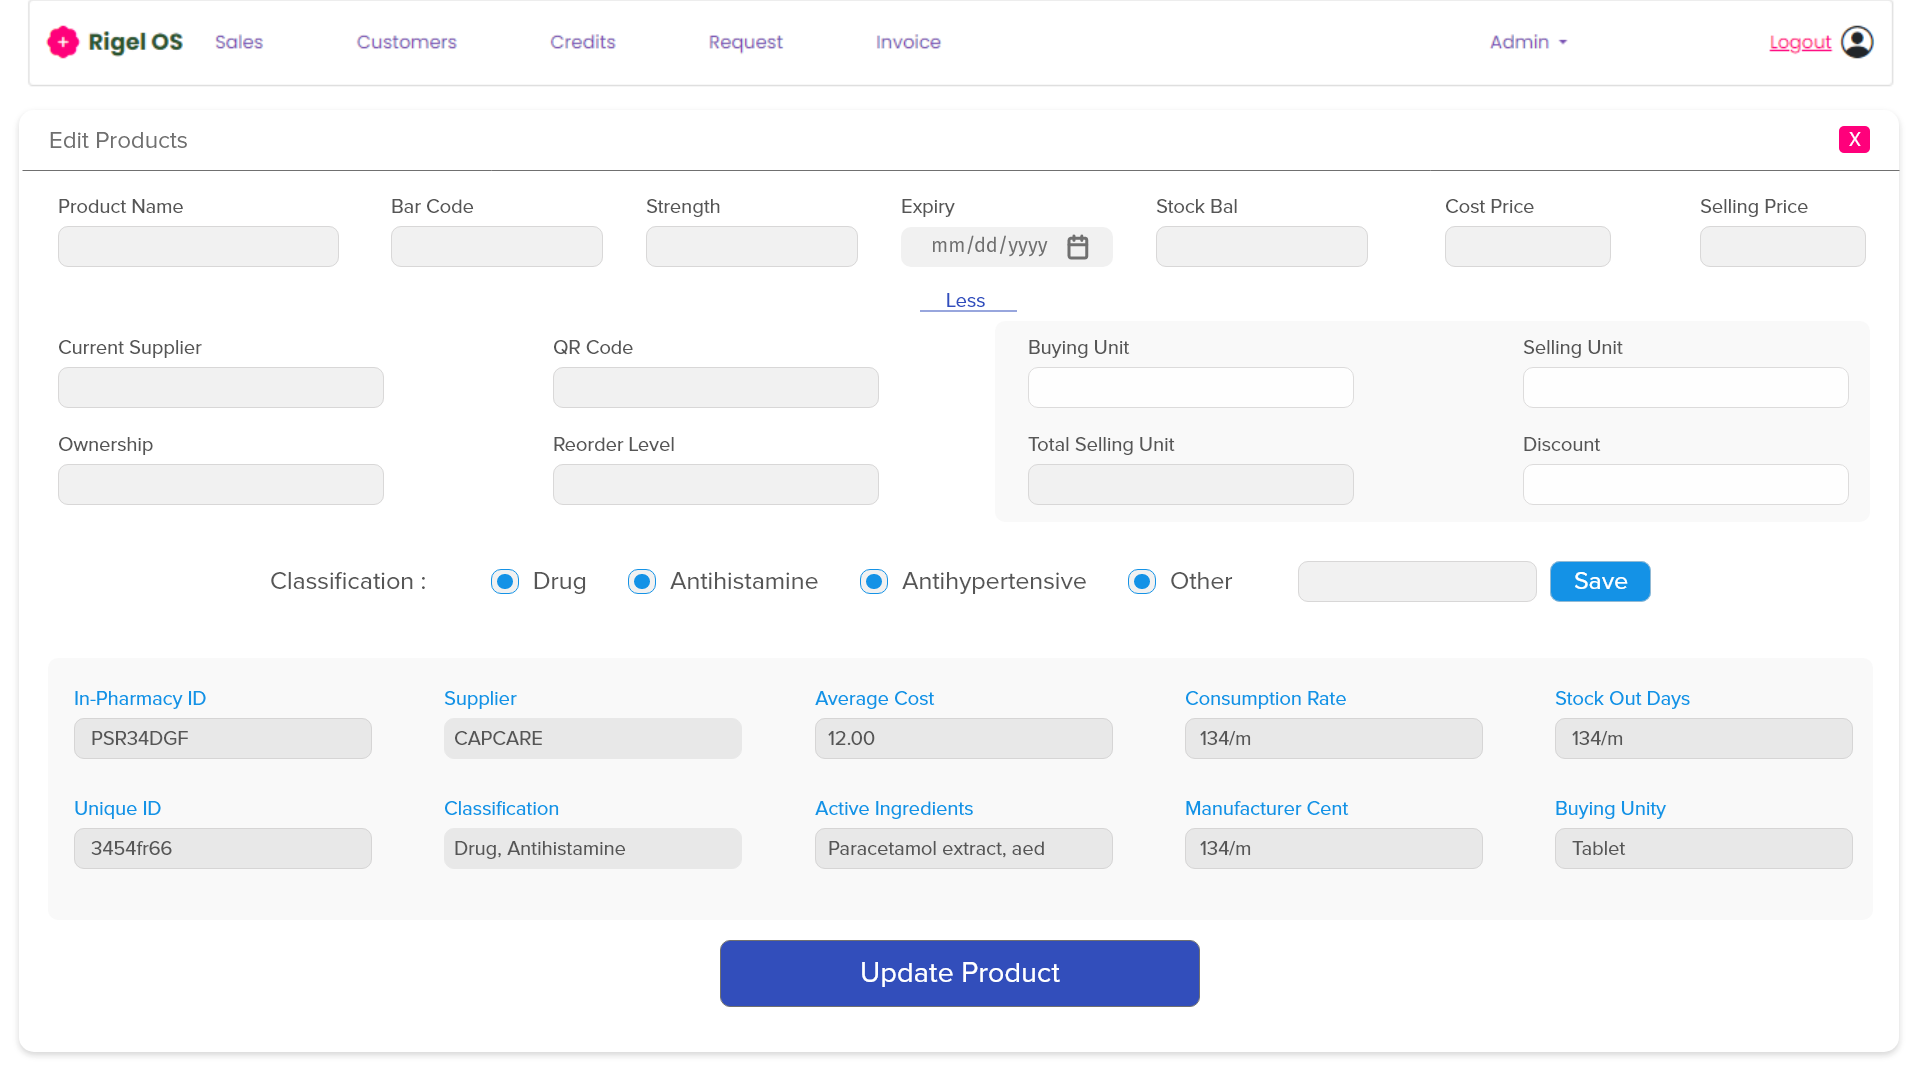 Rigel OS Sales Customers Credits Request Invoice Admin Logout
Edit Products X
Product Name Bar Code Strength Expiry Stock Bal Cost Price Selling Price
mm/dd/yyyy
Less
Current Supplier QR Code Buying Unit Selling Unit
Ownership Reorder Level Total Selling Unit Discount
Classification : Drug Antihistamine Antihypertensive Other Save
In-Pharmacy ID Supplier Average Cost Consumption Rate Stock Out Days
PSR34DGF CAPCARE 12.00 134/m 134/m
Unique ID Classification Active Ingredients Manufacturer Cent Buying Unity
3454fr66 Drug, Antihistamine Paracetamol extract, aed 134/m Tablet
Update Product